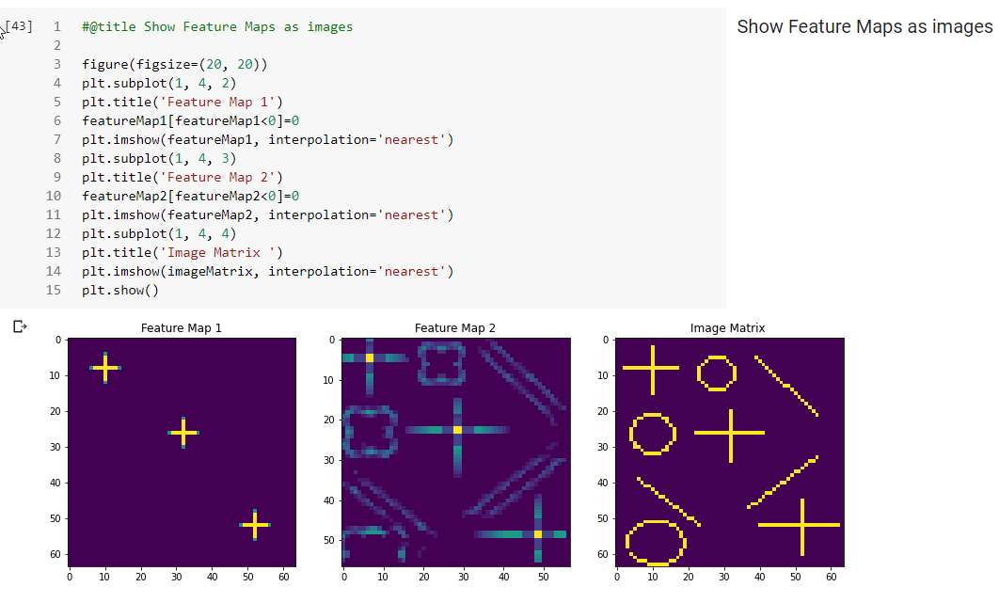 [43] 1 #@title Show Feature Maps as images
Show Feature Maps as images
2
3 figure(figsize=(20, 20))
4 plt.subplot(1, 4, 2)
5 plt.title('Feature Map 1')
6 featureMap1[featureMap1<0]=0
7 plt.imshow(featureMap1, interpolation='nearest')
8 plt.subplot(1, 4, 3)
9 plt.title('Feature Map 2')
10 featureMap2[featureMap2<0]=0
11 plt.imshow(featureMap2, interpolation='nearest')
12 plt.subplot(1, 4, 4)
13 plt.title('Image Matrix ')
14 plt.imshow(imageMatrix, interpolation='nearest')
15 plt.show()
Feature Map 1
0
10
20
30
40
50
60
0 10 20 30 40 50 60
Feature Map 2
0
10
20
30
40
50
0 10 20 30 40 50
Image Matrix
0
10
20
30
40
50
60
0 10 20 30 40 50 60